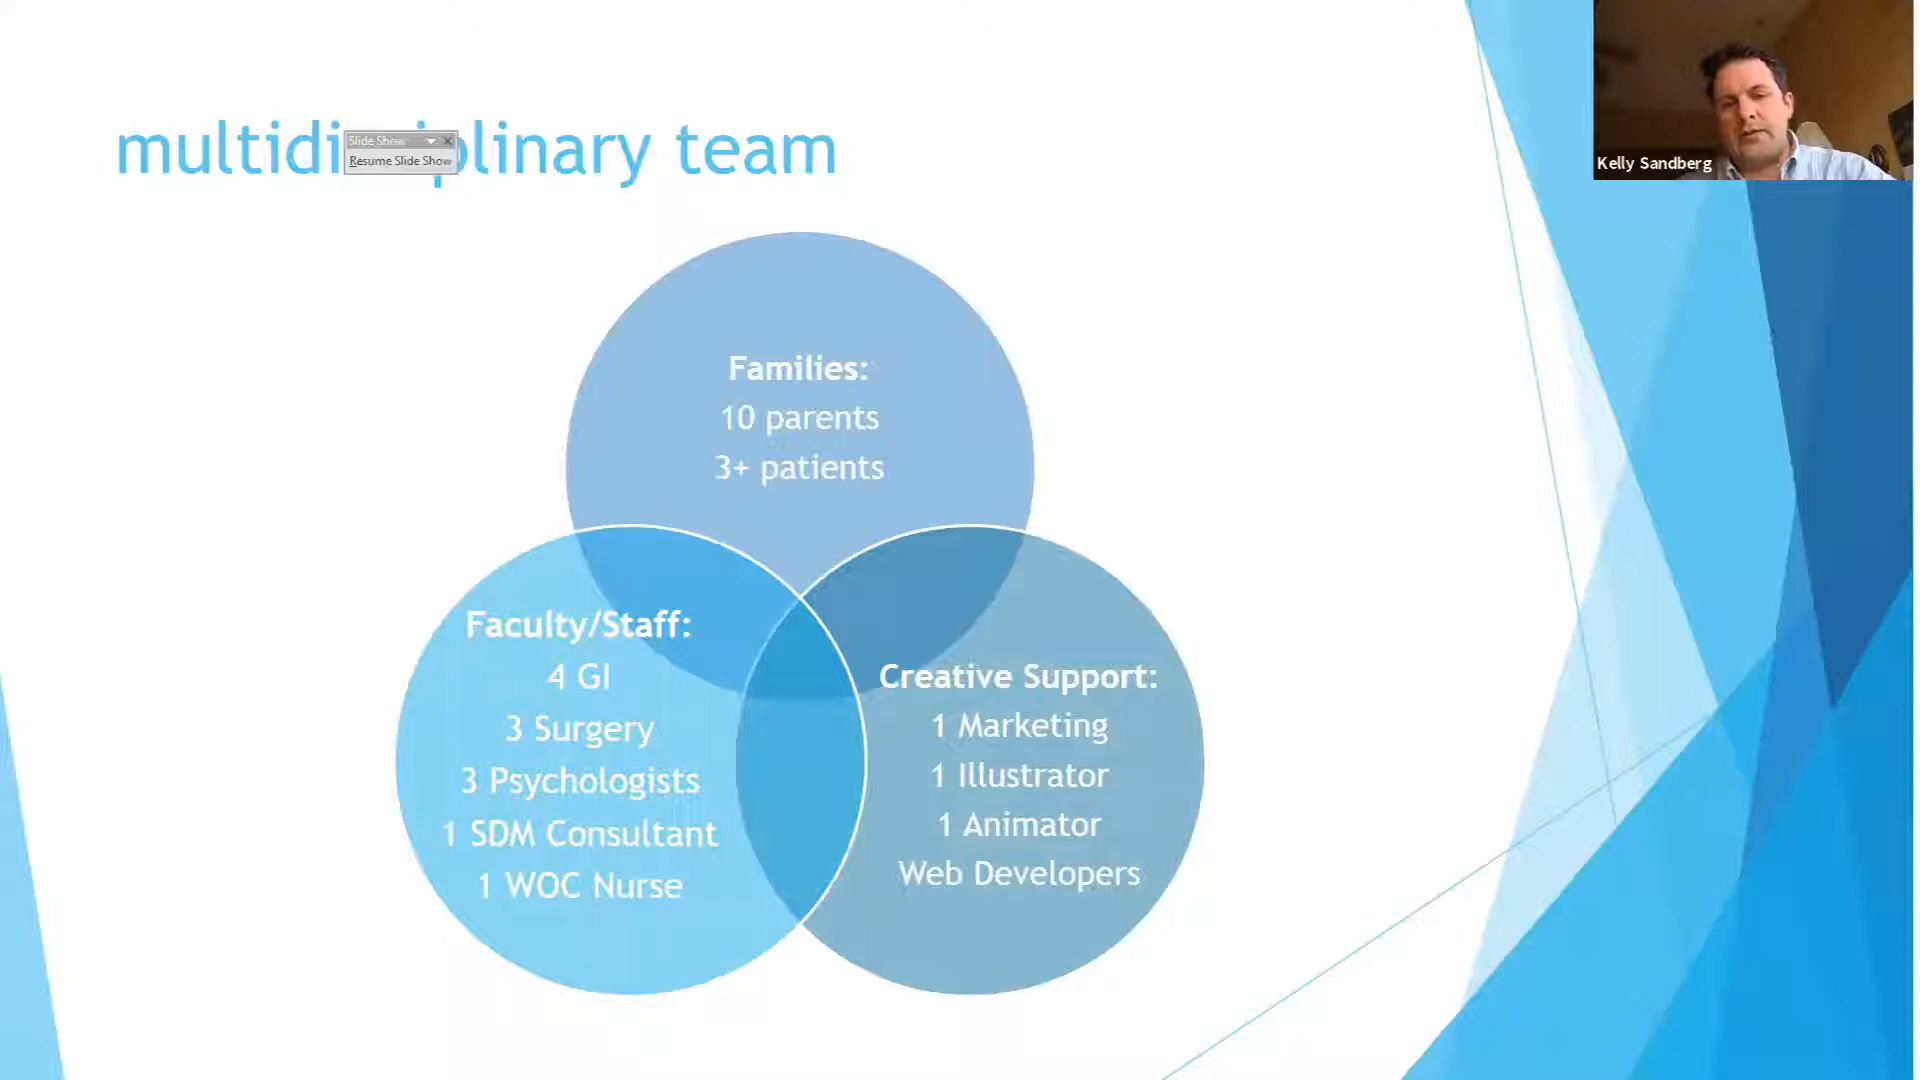 multidi plinary team
Slide Show
Resume Slide Show
Kelly Sandberg
Families:
10 parents
3+ patients
Faculty/Staff:
4 GI
3 Surgery
3 Psychologists
1 SDM Consultant
1 WOC Nurse
Creative Support:
1 Marketing
1 Illustrator
1 Animator
Web Developers